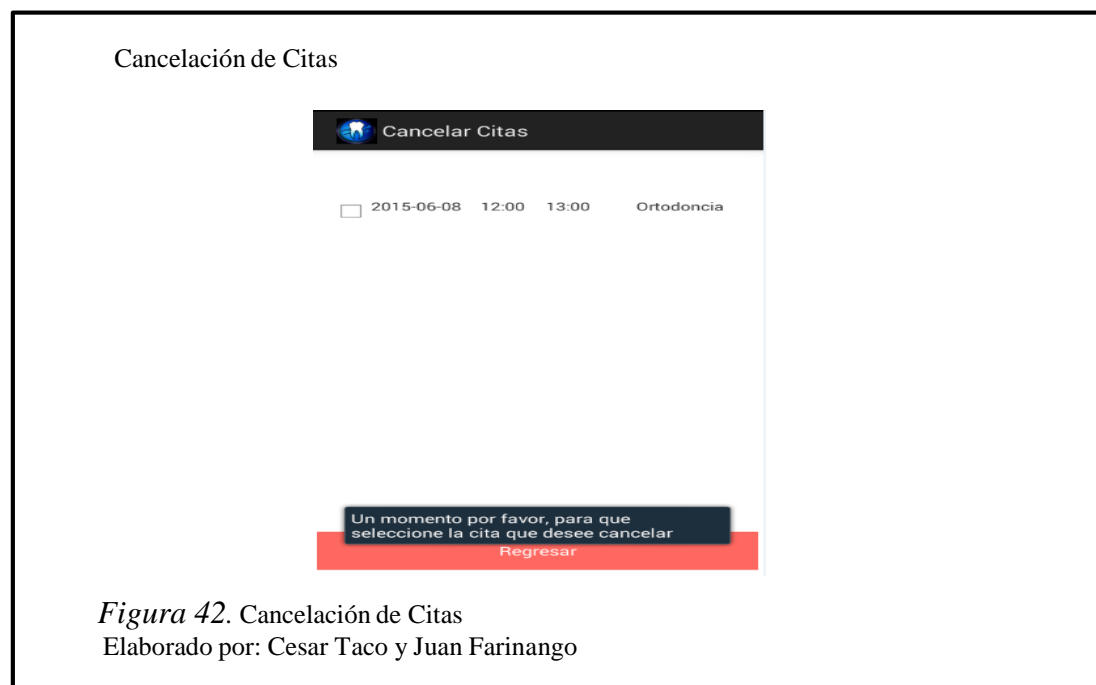 Cancelación de Citas
Cancelar Citas
2015-06-08 12:00 13:00 Ortodoncia
Un momento por favor, para que
seleccione la cita que desee cancelar
Regresar
Figura 42. Cancelación de Citas
Elaborado por: Cesar Taco y Juan Farinango